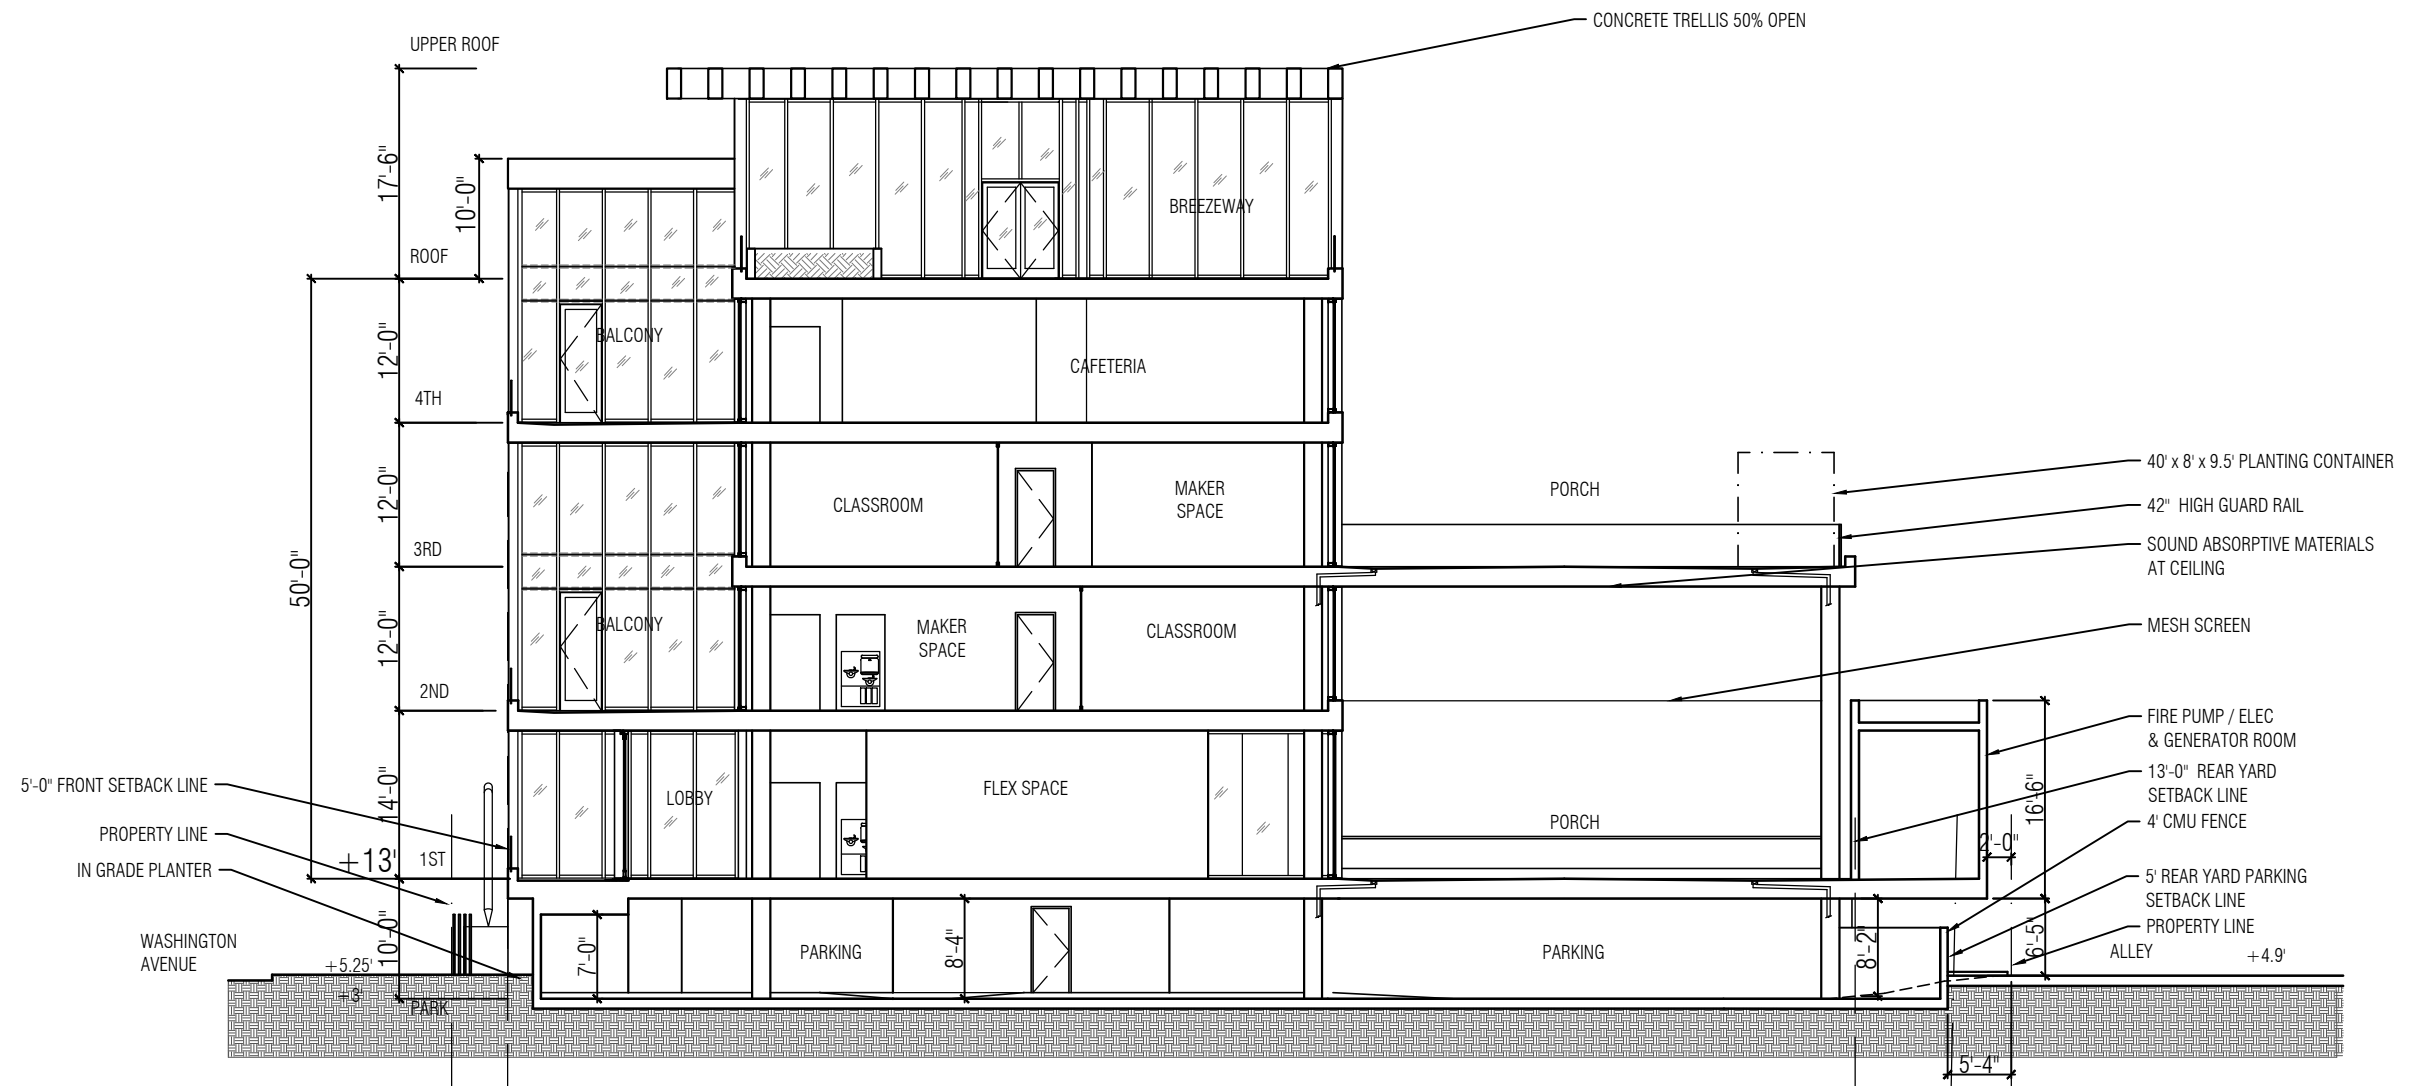 CONCRETE TRELLIS 50% OPEN
UPPER ROOF
17'-6"
10'-0"
BREEZEWAY
ROOF
BALCONY
12'-0"
CAFETERIA
4TH
40' x 8' x 9.5' PLANTING CONTAINER
PORCH
MAKER
SPACE
CLASSROOM
12'-0"
42" HIGH GUARD RAIL
SOUND ABSORPTIVE MATERIALS
AT CEILING
3RD
50'-0"
BALCONY
MAKER
SPACE
CLASSROOM
12'-0"
MESH SCREEN
2ND
FIRE PUMP / ELEC
& GENERATOR ROOM
13'-0" REAR YARD
SETBACK LINE
5'-0" FRONT SETBACK LINE
14'-0"
LOBBY
FLEX SPACE
16'-6"
PORCH
4' CMU FENCE
PROPERTY LINE
2'-0"
+13'
1ST
IN GRADE PLANTER
5' REAR YARD PARKING
SETBACK LINE
PROPERTY LINE
WASHINGTON
AVENUE
10'-0"
7'-0"
PARKING
8'-4"
PARKING
8'-2"
6'-5"
ALLEY
+4.9'
+5.25'
+3'
PARK
5'-4"